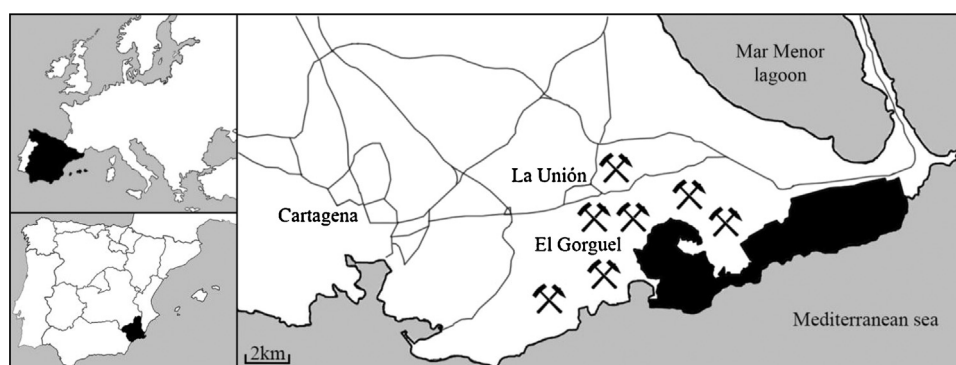 Mar Menor
lagoon
La Unión
Cartagena
El Gorguel
Mediterranean sea
2km